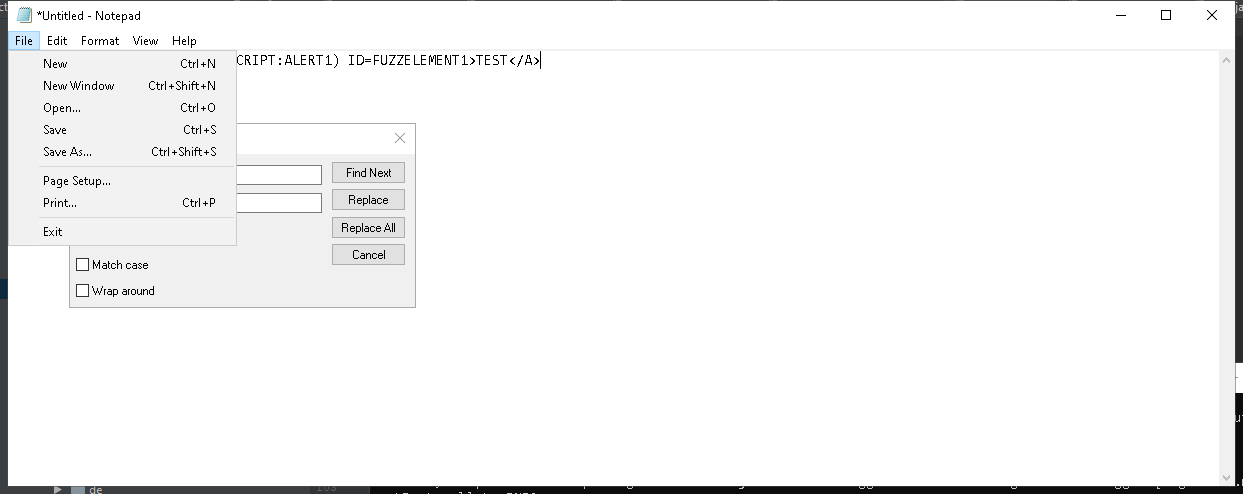 *Untitled - Notepad
File Edit Format View Help
CRIPT:ALERT1) ID=FUZZELEMENT1>TEST</A>
New Ctrl+N
New Window Ctrl+Shift+N
Open... Ctrl+O
Save Ctrl+S
Save As... Ctrl+Shift+S
Page Setup...
Print... Ctrl+P
Exit
Find Next
Replace
Replace All
Cancel
Match case
Wrap around
de